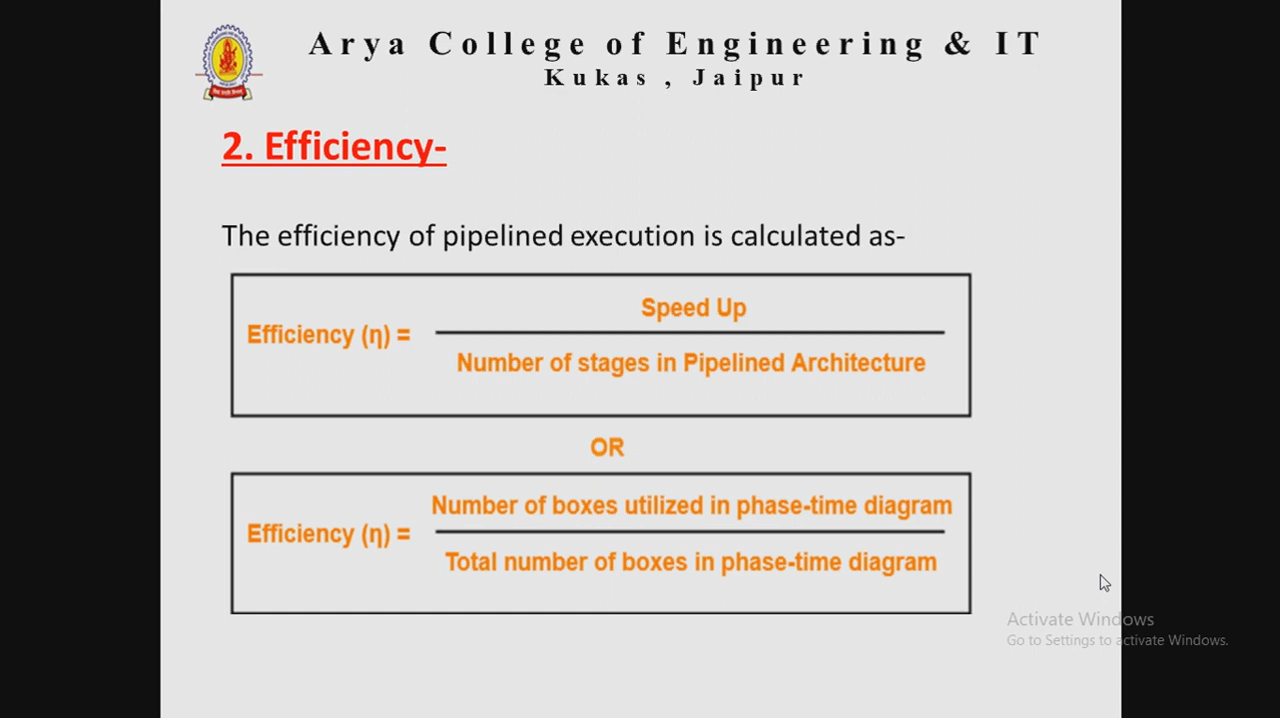 Arya College of Engineering & IT
Kukas , Jaipur
2. Efficiency-
The efficiency of pipelined execution is calculated as-
Speed Up
Efficiency (η) =
Number of stages in Pipelined Architecture
OR
Number of boxes utilized in phase-time diagram
Efficiency (η) =
Total number of boxes in phase-time diagram
Activate Windows
Go to Settings to activate Windows.